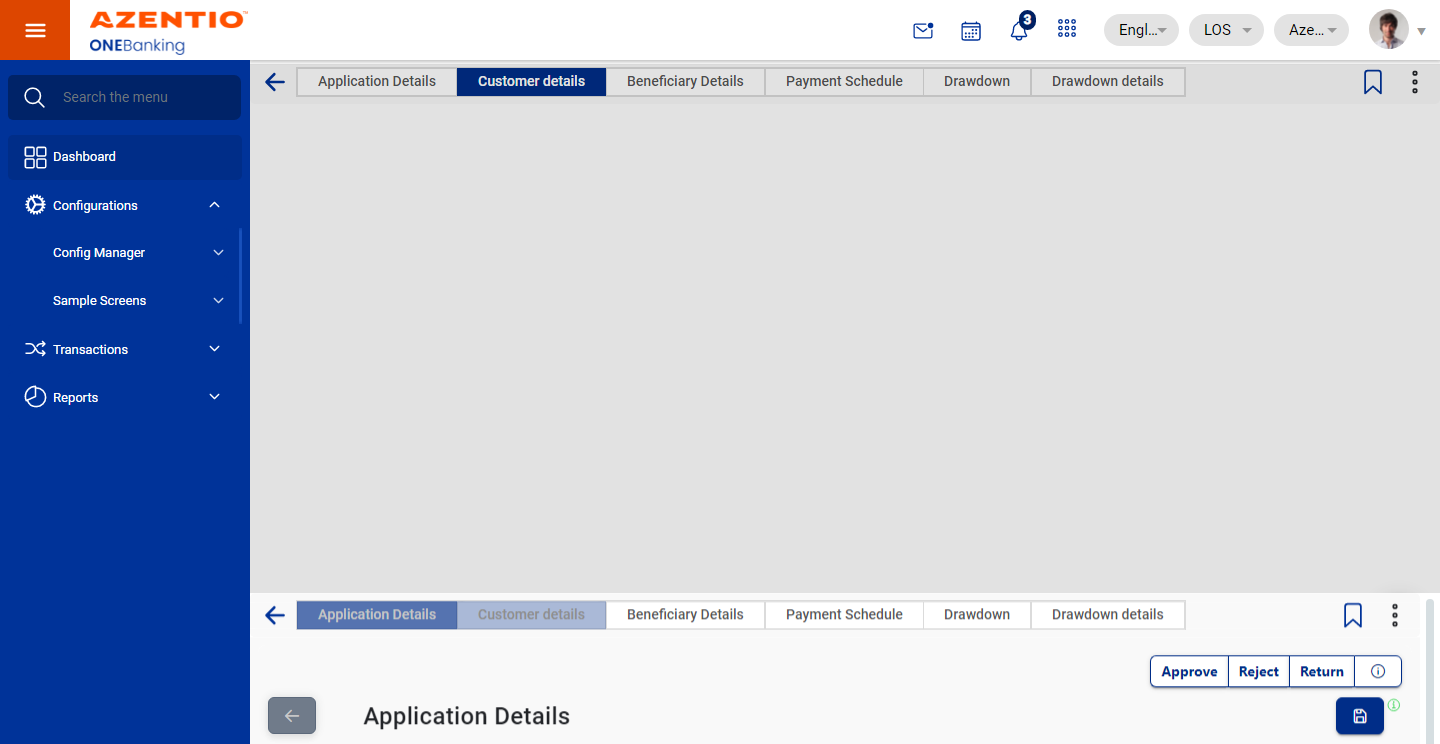 AZENTIO™
ONEBanking
3
Engl...
LOS
Aze...
Search the menu
Dashboard
Configurations
Config Manager
Sample Screens
Transactions
Reports
Application Details Customer details Beneficiary Details Payment Schedule Drawdown Drawdown details
Application Details Customer details Beneficiary Details Payment Schedule Drawdown Drawdown details
Approve Reject Return
Application Details